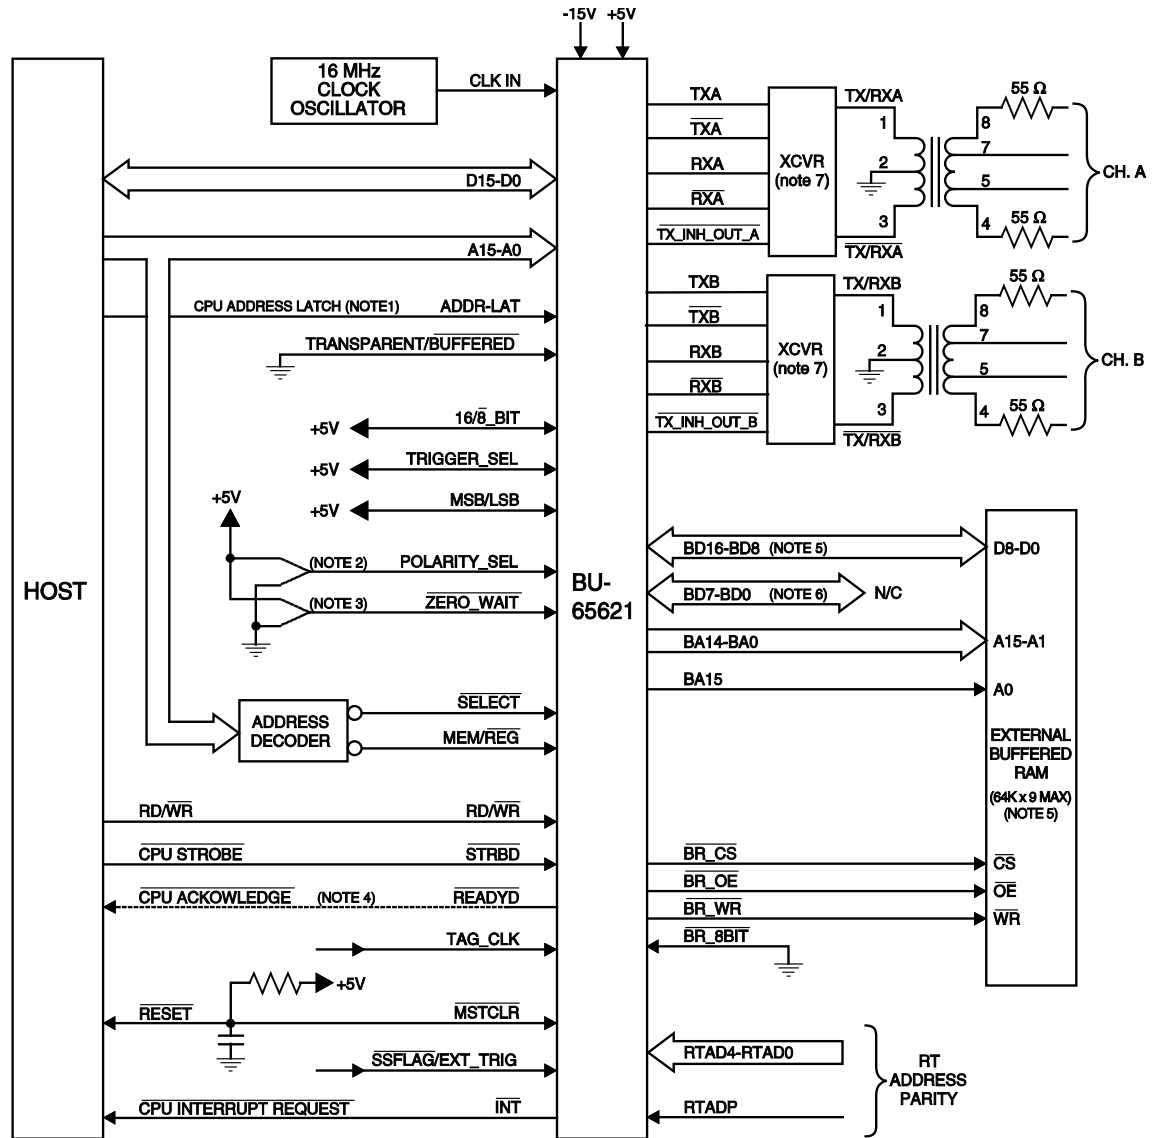 -15V +5V
16 MHz
CLOCK
OSCILLATOR
CLK IN
D15-D0
A15-A0
CPU ADDRESS LATCH (NOTE1) ADDR-LAT
TRANSPARENT/BUFFERED
+5V 16/8_BIT
+5V TRIGGER_SEL
+5V MSB/LSB
+5V
(NOTE 2) POLARITY_SEL
(NOTE 3) ZERO_WAIT
HOST
BU-
65621
ADDRESS
DECODER
SELECT
MEM/REG
RD/WR RD/WR
CPU STROBE STRBD
CPU ACKOWLEDGE (NOTE 4) READYD
TAG_CLK
+5V
RESET MSTCLR
SSFLAG/EXT_TRIG
CPU INTERRUPT REQUEST INT
TXA
TXA
RXA
RXA
TX_INH_OUT_A
XCVR
(note 7)
TX/RXA
1
2
3
TX/RXA
8
7
5
4
55 Ω
55 Ω
CH. A
TXB
TXB
RXB
RXB
TX_INH_OUT_B
XCVR
(note 7)
TX/RXB
1
2
3
TX/RXB
8
7
5
4
55 Ω
55 Ω
CH. B
BD16-BD8 (NOTE 5) D8-D0
BD7-BD0 (NOTE 6) N/C
BA14-BA0 A15-A1
BA15 A0
EXTERNAL
BUFFERED
RAM
(64K x 9 MAX)
(NOTE 5)
BR_CS CS
BR_OE OE
BR_WR WR
BR_8BIT
RTAD4-RTAD0
RTADP
RT
ADDRESS
PARITY